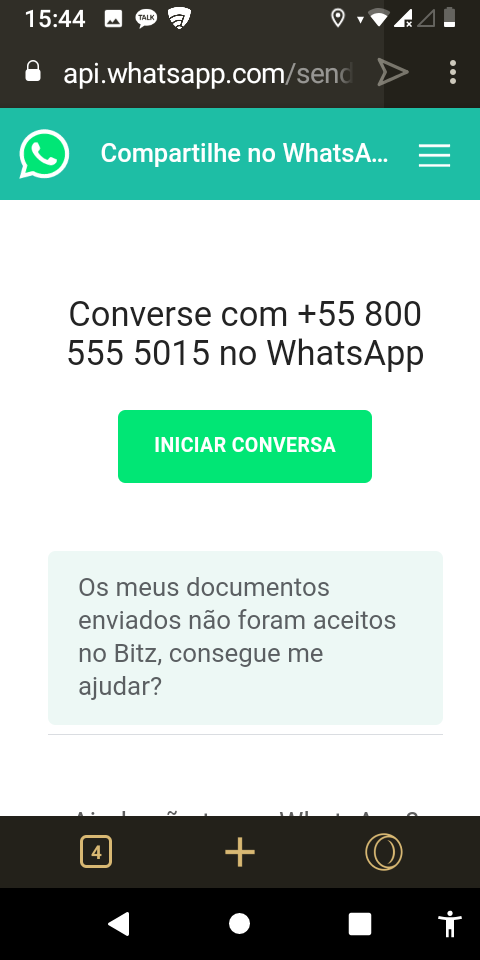 15:44
TALK
api.whatsapp.com/send
Compartilhe no WhatsA...
Converse com +55 800
555 5015 no WhatsApp
INICIAR CONVERSA
Os meus documentos
enviados não foram aceitos
no Bitz, consegue me
ajudar?
4